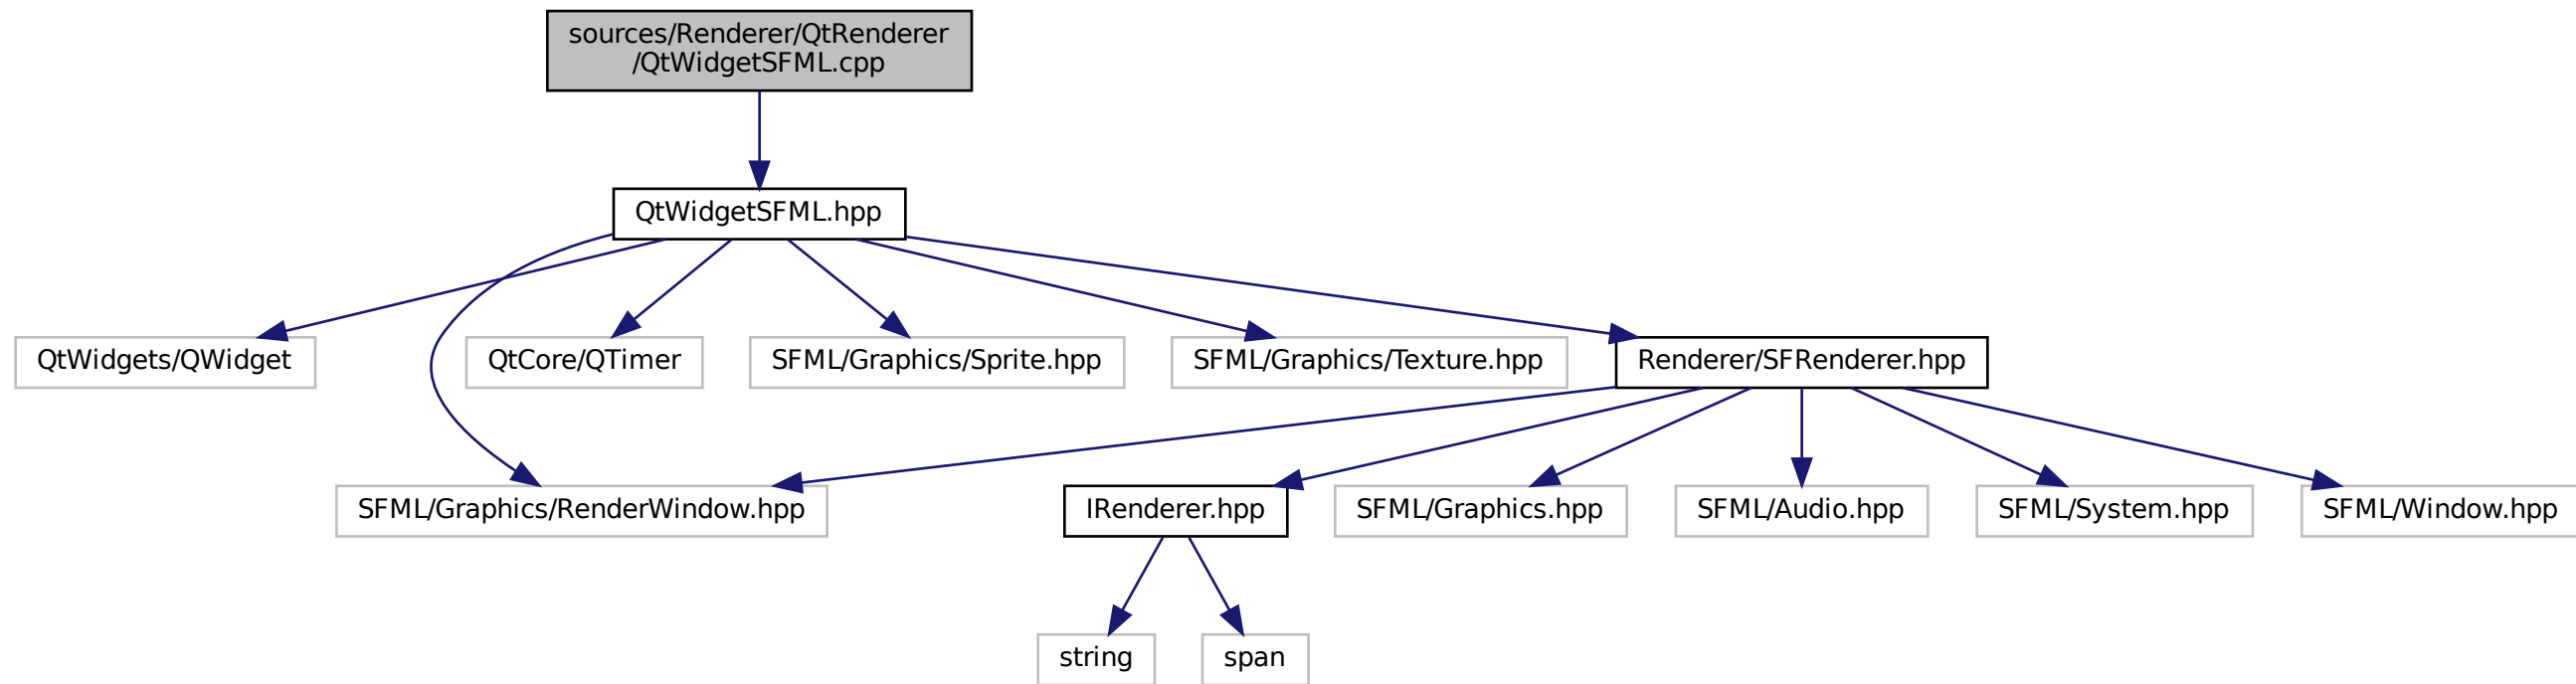 sources/Renderer/QtRenderer
/QtWidgetSFML.cpp
QtWidgetSFML.hpp
QtWidgets/QWidget
QtCore/QTimer
SFML/Graphics/Sprite.hpp
SFML/Graphics/Texture.hpp
Renderer/SFRenderer.hpp
SFML/Graphics/RenderWindow.hpp
IRenderer.hpp
SFML/Graphics.hpp
SFML/Audio.hpp
SFML/System.hpp
SFML/Window.hpp
string
span